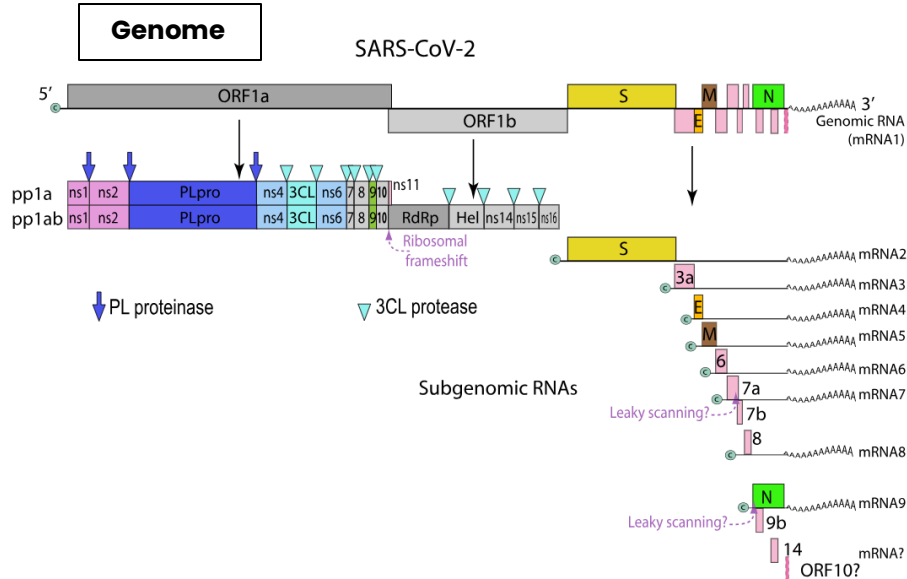 Genome
SARS-CoV-2
5’
ORF1a
S
M
N
3’
ORF1b
E
Genomic RNA
(mRNA1)
pp1a
ns1
ns2
PLpro
ns4
3CL
ns6
7
8
9
10
ns11
pp1ab
ns1
ns2
PLpro
ns4
3CL
ns6
7
8
9
10
RdRp
Hel
ns14
ns15
ns16
Ribosomal
frameshift
PL proteinase
3CL protease
Subgenomic RNAs
c
S
mRNA2
c
3a
mRNA3
c
E
mRNA4
c
M
mRNA5
c
6
mRNA6
c
7a
mRNA7
Leaky scanning?
7b
c
8
mRNA8
c
N
mRNA9
Leaky scanning?
9b
14
mRNA?
ORF10?